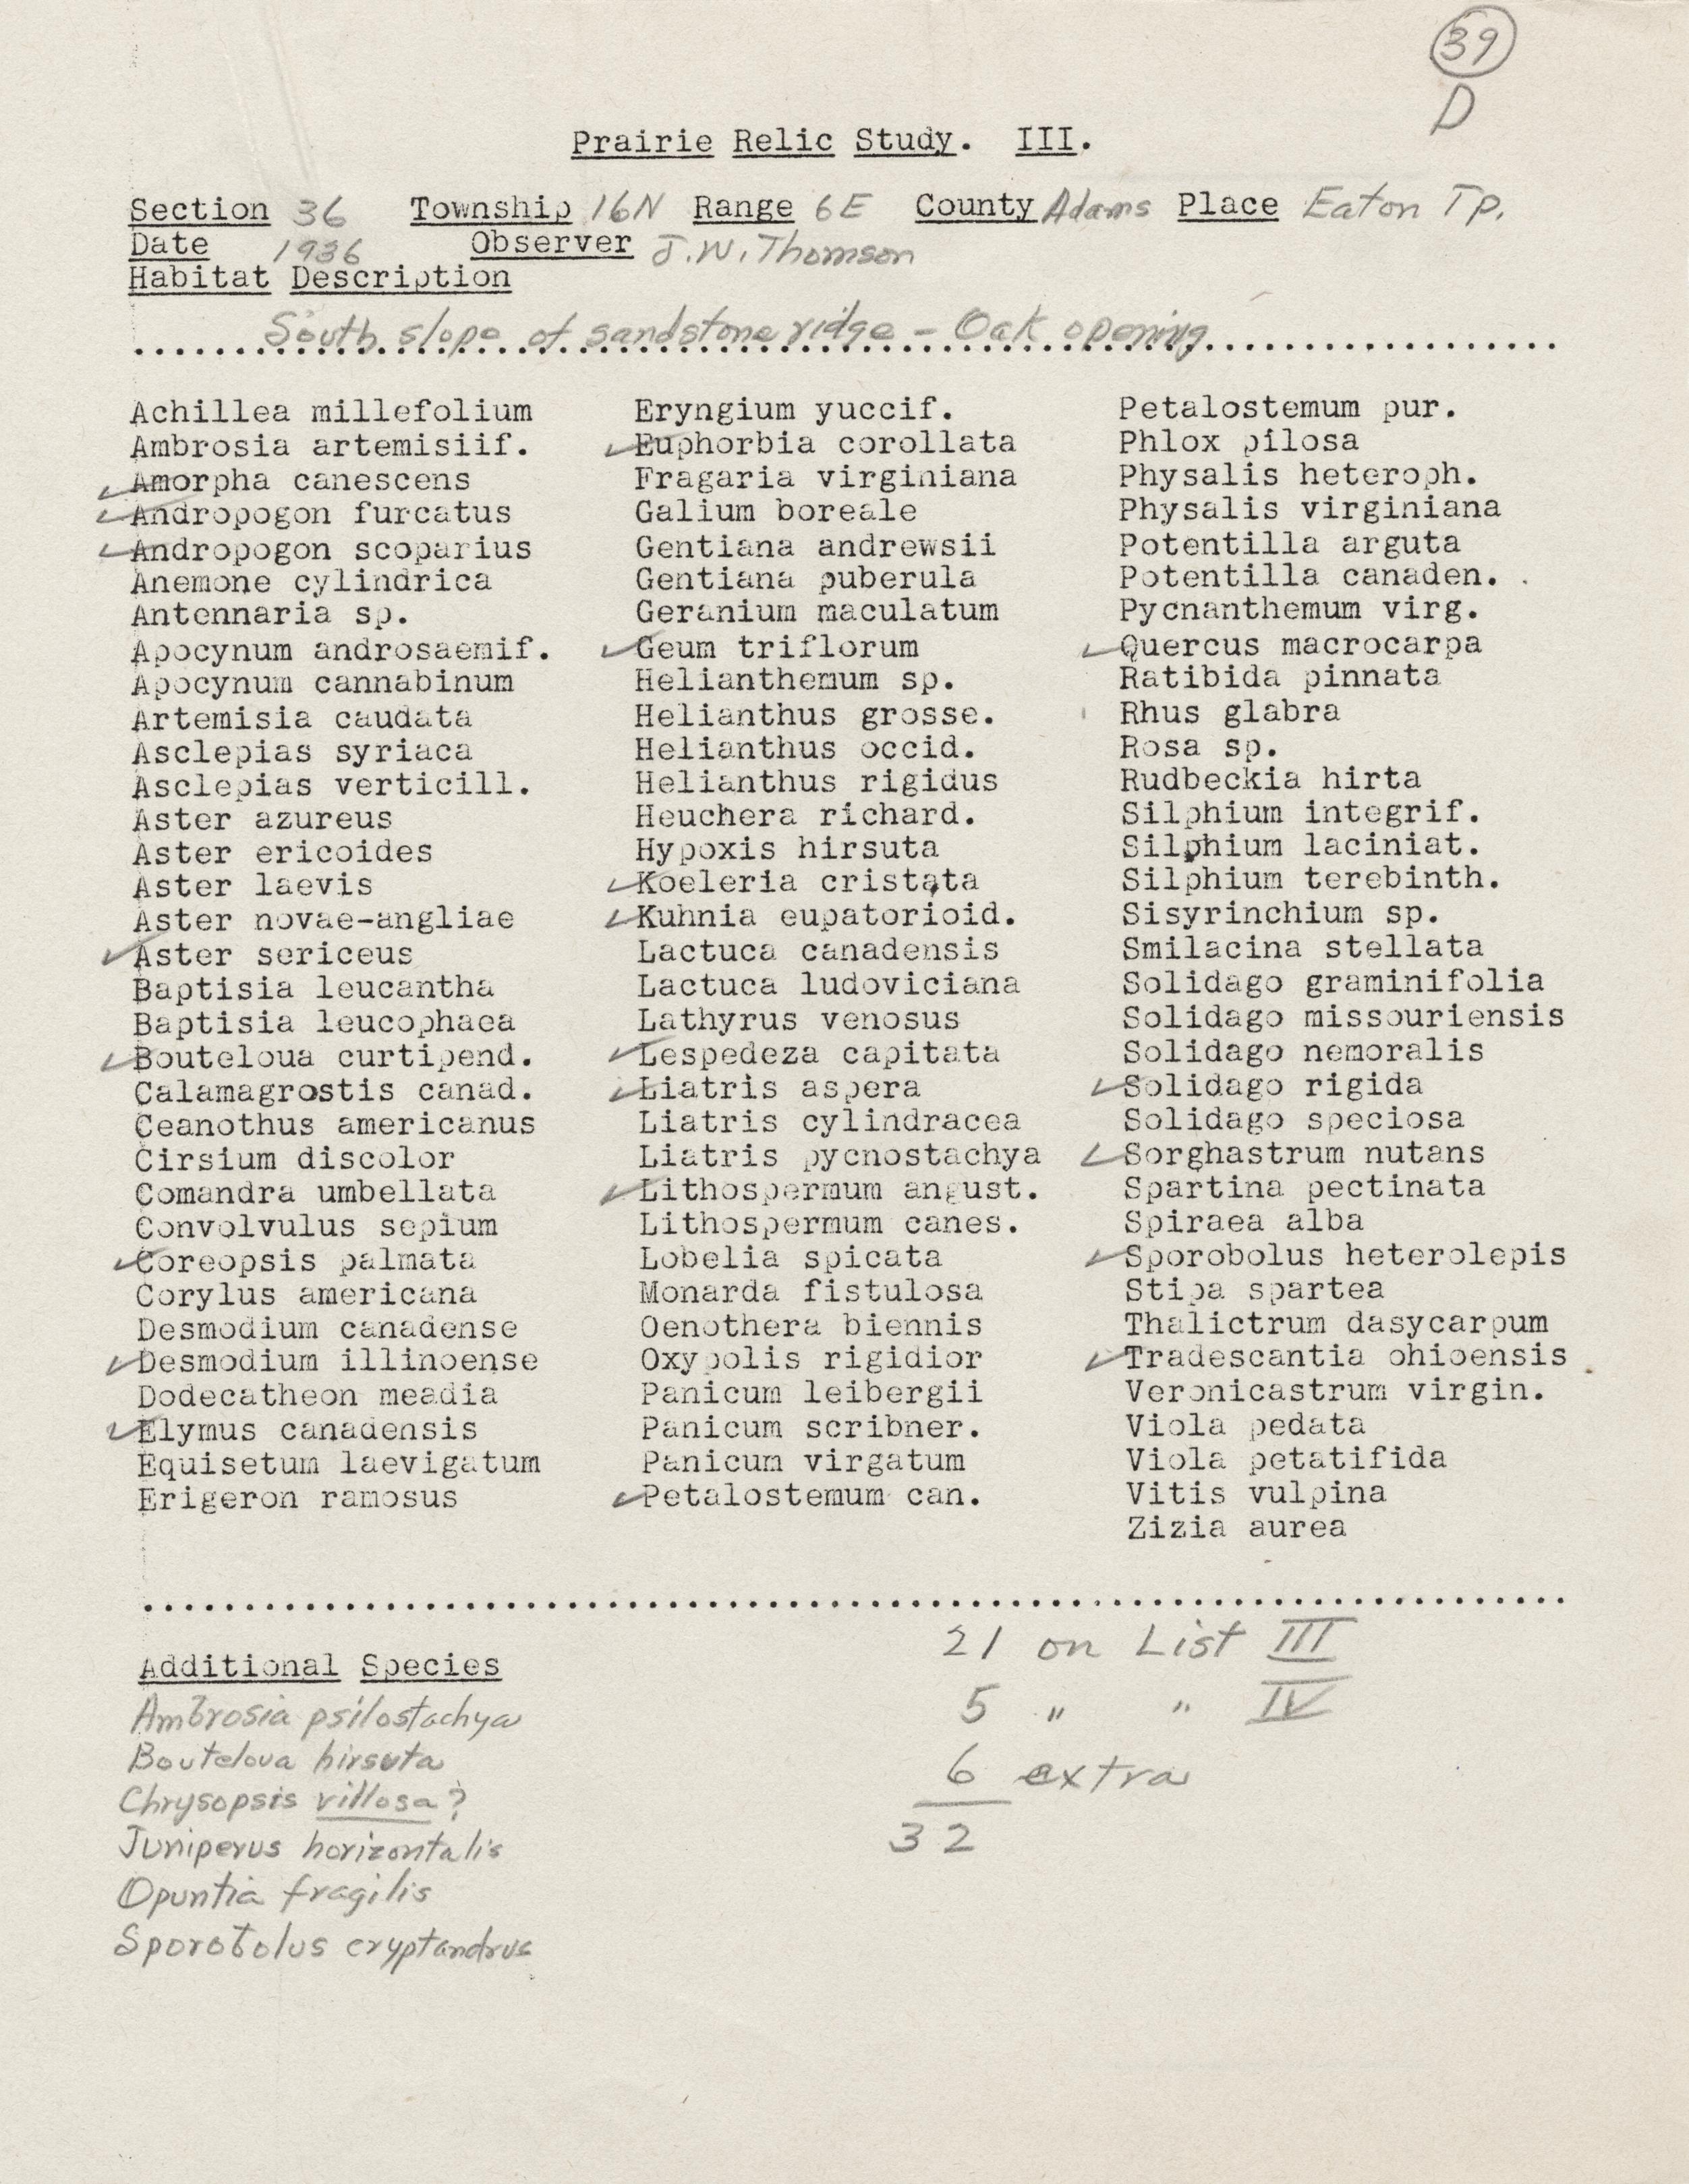 39
D
Prairie Relic Study. III.
Section 36 Township 16N Range 6E County Adams Place Eaton Tp.
Date 1936 Observer J.W. Thomson
Habitat Description
South slope of sandstone ridge - Oak opening
Achillea millefolium
Ambrosia artemisiif.
✓Amorpha canescens
✓Andropogon furcatus
✓Andropogon scoparius
Anemone cylindrica
Antennaria sp.
Apocynum androsaemif.
Apocynum cannabinum
Artemisia caudata
Asclepias syriaca
Asclepias verticill.
Aster azureus
Aster ericoides
Aster laevis
Aster novae-angliae
✓Aster sericeus
Baptisia leucantha
Baptisia leucophaea
✓Bouteloua curtipend.
Calamagrostis canad.
Ceanothus americanus
Cirsium discolor
Comandra umbellata
Convolvulus sepium
✓Coreopsis palmata
Corylus americana
Desmodium canadense
✓Desmodium illinoense
Dodecatheon meadia
✓Elymus canadensis
Equisetum laevigatum
Erigeron ramosus
Eryngium yuccif.
✓Euphorbia corollata
Fragaria virginiana
Galium boreale
Gentiana andrewsii
Gentiana puberula
Geranium maculatum
✓Geum triflorum
Helianthemum sp.
Helianthus grosse.
Helianthus occid.
Helianthus rigidus
Heuchera richard.
Hypoxis hirsuta
✓Koeleria cristata
✓Kuhnia eupatorioid.
Lactuca canadensis
Lactuca ludoviciana
Lathyrus venosus
✓Lespedeza capitata
✓Liatris aspera
Liatris cylindracea
Liatris pycnostachya
✓Lithospermum angust.
Lithospermum canes.
Lobelia spicata
Monarda fistulosa
Oenothera biennis
Oxypolis rigidior
Panicum leibergii
Panicum scribner.
Panicum virgatum
✓Petalostemum can.
Petalostemum pur.
Phlox pilosa
Physalis heteroph.
Physalis virginiana
Potentilla arguta
Potentilla canaden.
Pycnanthemum virg.
✓Quercus macrocarpa
Ratibida pinnata
Rhus glabra
Rosa sp.
Rudbeckia hirta
Silphium integrif.
Silphium laciniat.
Silphium terebinth.
Sisyrinchium sp.
Smilacina stellata
Solidago graminifolia
Solidago missouriensis
Solidago nemoralis
✓Solidago rigida
Solidago speciosa
✓Sorghastrum nutans
Spartina pectinata
Spiraea alba
✓Sporobolus heterolepis
Stipa spartea
Thalictrum dasycarpum
✓Tradescantia ohioensis
Veronicastrum virgin.
Viola pedata
Viola petatifida
Vitis vulpina
Zizia aurea
21 on List III
5 " " IV
6 extra
32
Additional Species
Ambrosia psilostachya
Bouteloua hirsuta
Chrysopsis villosa?
Juniperus horizontalis
Opuntia fragilis
Sporobolus cryptandrus